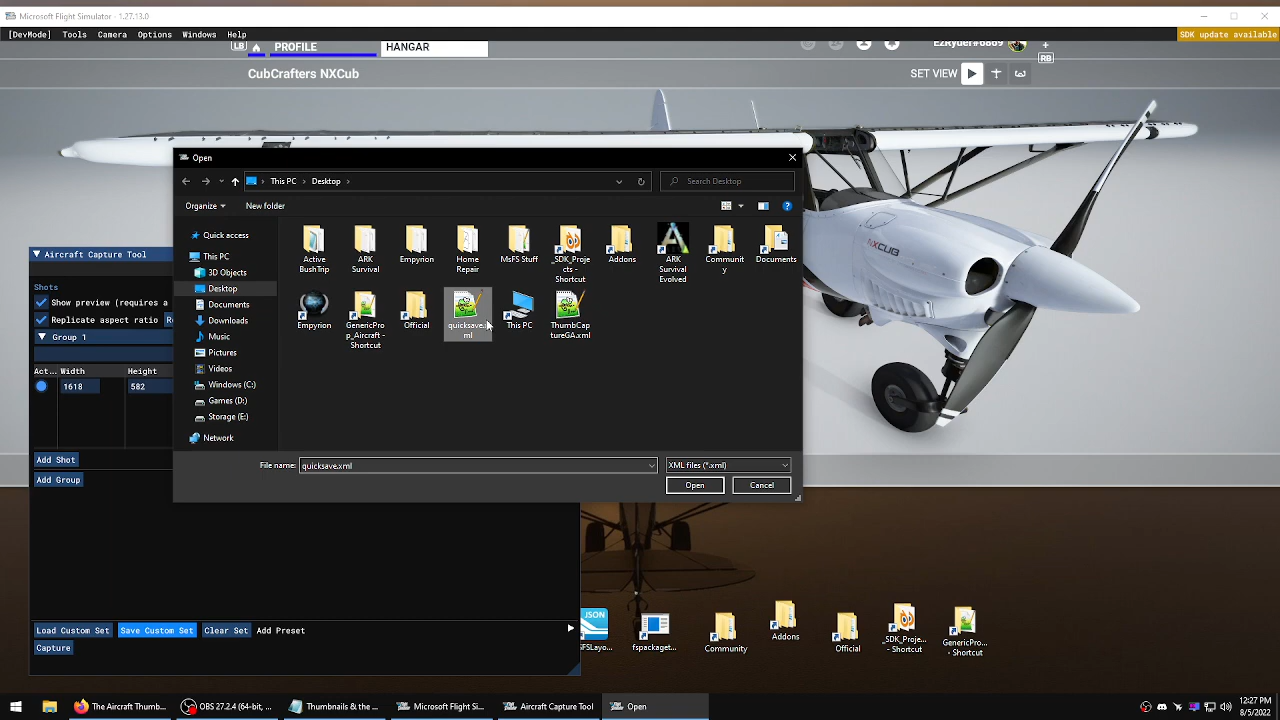 Microsoft Flight Simulator - 1.27.13.0
[DevMode] Tools Camera Options Windows Help
SDK update available
LB PROFILE HANGAR
EzRyder#6869
RB
CubCrafters NXCub
SET VIEW
NXCUB
Open
This PC › Desktop ›
Search Desktop
Organize New folder
Quick access
This PC
3D Objects
Desktop
Documents
Downloads
Music
Pictures
Videos
Windows (C:)
Games (D:)
Storage (E:)
Network
Active BushTrip
ARK Survival
Empyrion
Home Repair
MsFS Stuff
_SDK_Projects - Shortcut
Addons
ARK Survival Evolved
Community
Documents
Empyrion
GenericProp_Aircraft - Shortcut
Official
quicksave.xml
This PC
ThumbCaptureGA.xml
File name: quicksave.xml
XML files (*.xml)
Open Cancel
Aircraft Capture Tool
Shots
Show preview (requires a
Replicate aspect ratio Re
Group 1
Act... Width Height
1618 582
Add Shot
Add Group
Load Custom Set Save Custom Set Clear Set Add Preset
Capture
JSON
fspackaget...
Community
Addons
Official
_SDK_Proje... - Shortcut
GenericPro... - Shortcut
The Aircraft Thumb...
OBS 27.2.4 (64-bit, ...
Thumbnails & the ...
Microsoft Flight Si...
Aircraft Capture Tool
Open
12:27 PM
8/5/2022